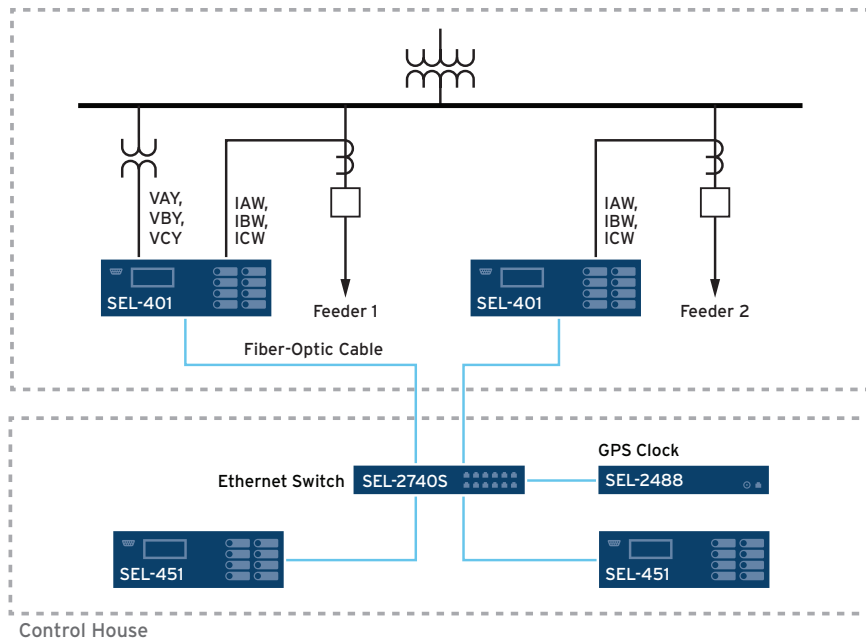 VAY,
VBY,
VCY
IAW,
IBW,
ICW
IAW,
IBW,
ICW
SEL-401
Feeder 1
SEL-401
Feeder 2
Fiber-Optic Cable
GPS Clock
Ethernet Switch
SEL-2740S
SEL-2488
SEL-451
SEL-451
Control House